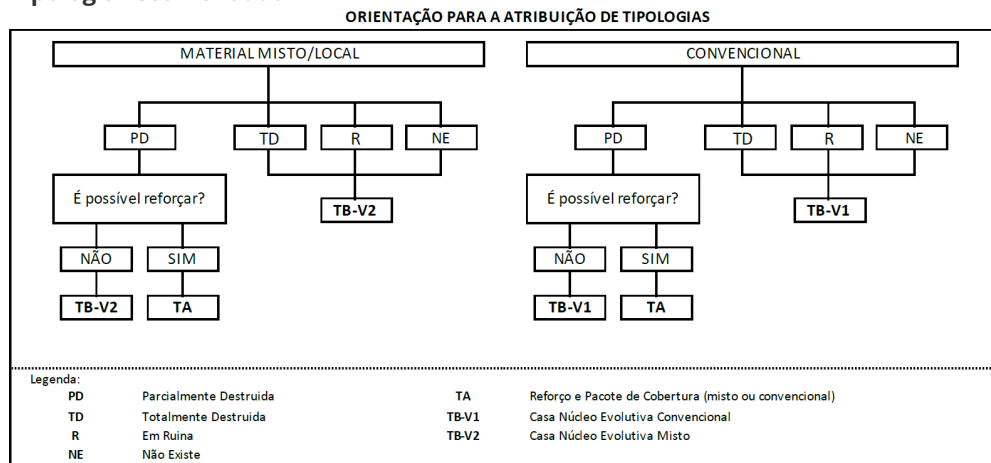 ORIENTAÇÃO PARA A ATRIBUIÇÃO DE TIPOLOGIAS
MATERIAL MISTO/LOCAL
PD TD R NE
É possível reforçar?
TB-V2
NÃO SIM
TB-V2 TA
CONVENCIONAL
PD TD R NE
É possível reforçar?
TB-V1
NÃO SIM
TB-V1 TA
Legenda:
PD Parcialmente Destruida
TD Totalmente Destruida
R Em Ruina
NE Não Existe
TA Reforço e Pacote de Cobertura (misto ou convencional)
TB-V1 Casa Núcleo Evolutiva Convencional
TB-V2 Casa Núcleo Evolutiva Misto